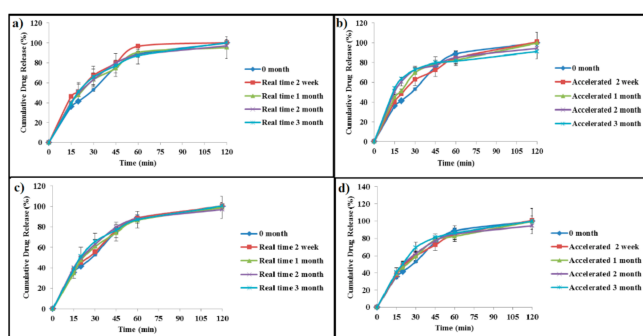 a)
120
100
80
60
40
20
0
Cumulative Drug Release (%)
0 15 30 45 60 75 90 105 120
Time (min)
0 month
Real time 2 week
Real time 1 month
Real time 2 month
Real time 3 month
b)
120
100
80
60
40
20
0
Cumulative Drug Release (%)
0 15 30 45 60 75 90 105 120
Time (min)
0 month
Accelerated 2 week
Accelerated 1 month
Accelerated 2 month
Accelerated 3 month
c)
120
100
80
60
40
20
0
Cumulative Drug Release (%)
0 15 30 45 60 75 90 105 120
Time (min)
0 month
Real time 2 week
Real time 1 month
Real time 2 month
Real time 3 month
d)
140
120
100
80
60
40
20
0
Cumulative Drug Release (%)
0 15 30 45 60 75 90 105 120
Time (min)
0 month
Accelerated 2 week
Accelerated 1 month
Accelerated 2 month
Accelerated 3 month